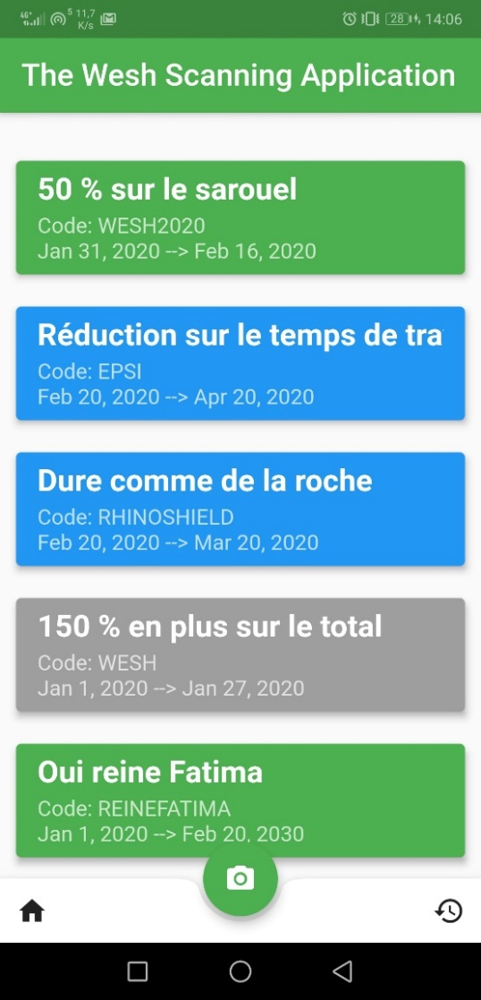 4G+ 5 11,7 K/s 28 14:06
The Wesh Scanning Application
50 % sur le sarouel
Code: WESH2020
Jan 31, 2020 --> Feb 16, 2020
Réduction sur le temps de tra
Code: EPSI
Feb 20, 2020 --> Apr 20, 2020
Dure comme de la roche
Code: RHINOSHIELD
Feb 20, 2020 --> Mar 20, 2020
150 % en plus sur le total
Code: WESH
Jan 1, 2020 --> Jan 27, 2020
Oui reine Fatima
Code: REINEFATIMA
Jan 1, 2020 --> Feb 20, 2030